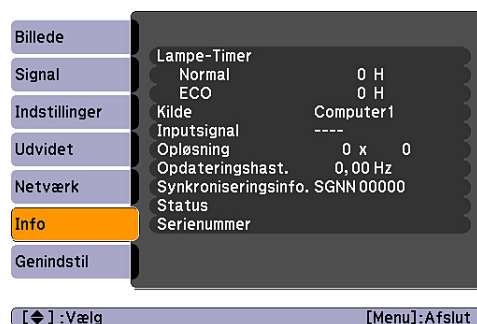 Billede
Signal
Indstillinger
Udvidet
Netværk
Info
Genindstil
Lampe-Timer
Normal 0 H
ECO 0 H
Kilde Computer1
Inputsignal ----
Opløsning 0 x 0
Opdateringshast. 0,00 Hz
Synkroniseringsinfo. SGNN 00000
Status
Serienummer
[◆] :Vælg [Menu]:Afslut